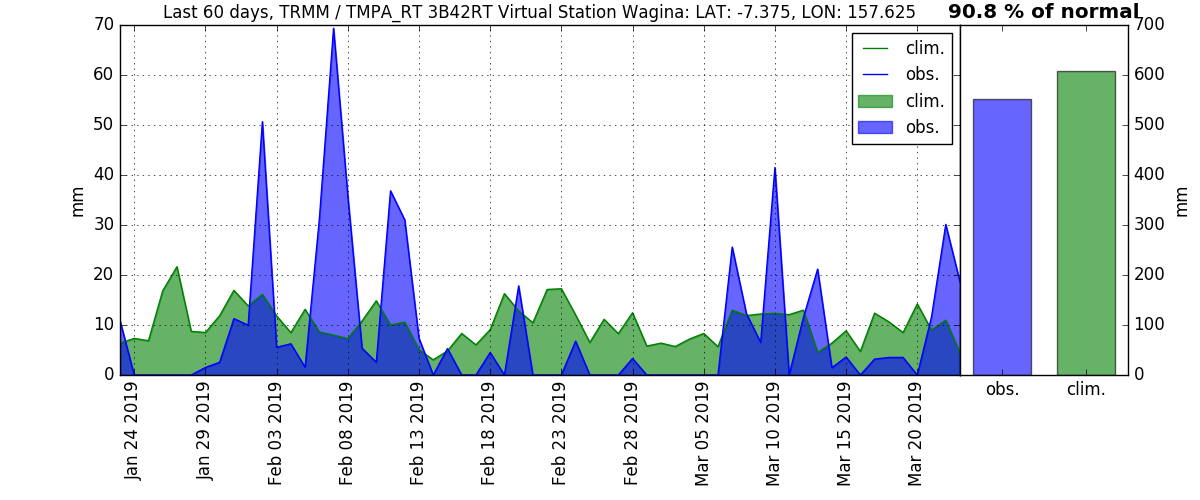 Last 60 days, TRMM / TMPA_RT 3B42RT Virtual Station Wagina: LAT: -7.375, LON: 157.625
90.8 % of normal
70
60
50
40
30
20
10
0
mm
clim.
obs.
clim.
obs.
700
600
500
400
300
200
100
0
mm
obs.
clim.
Jan 24 2019
Jan 29 2019
Feb 03 2019
Feb 08 2019
Feb 13 2019
Feb 18 2019
Feb 23 2019
Feb 28 2019
Mar 05 2019
Mar 10 2019
Mar 15 2019
Mar 20 2019